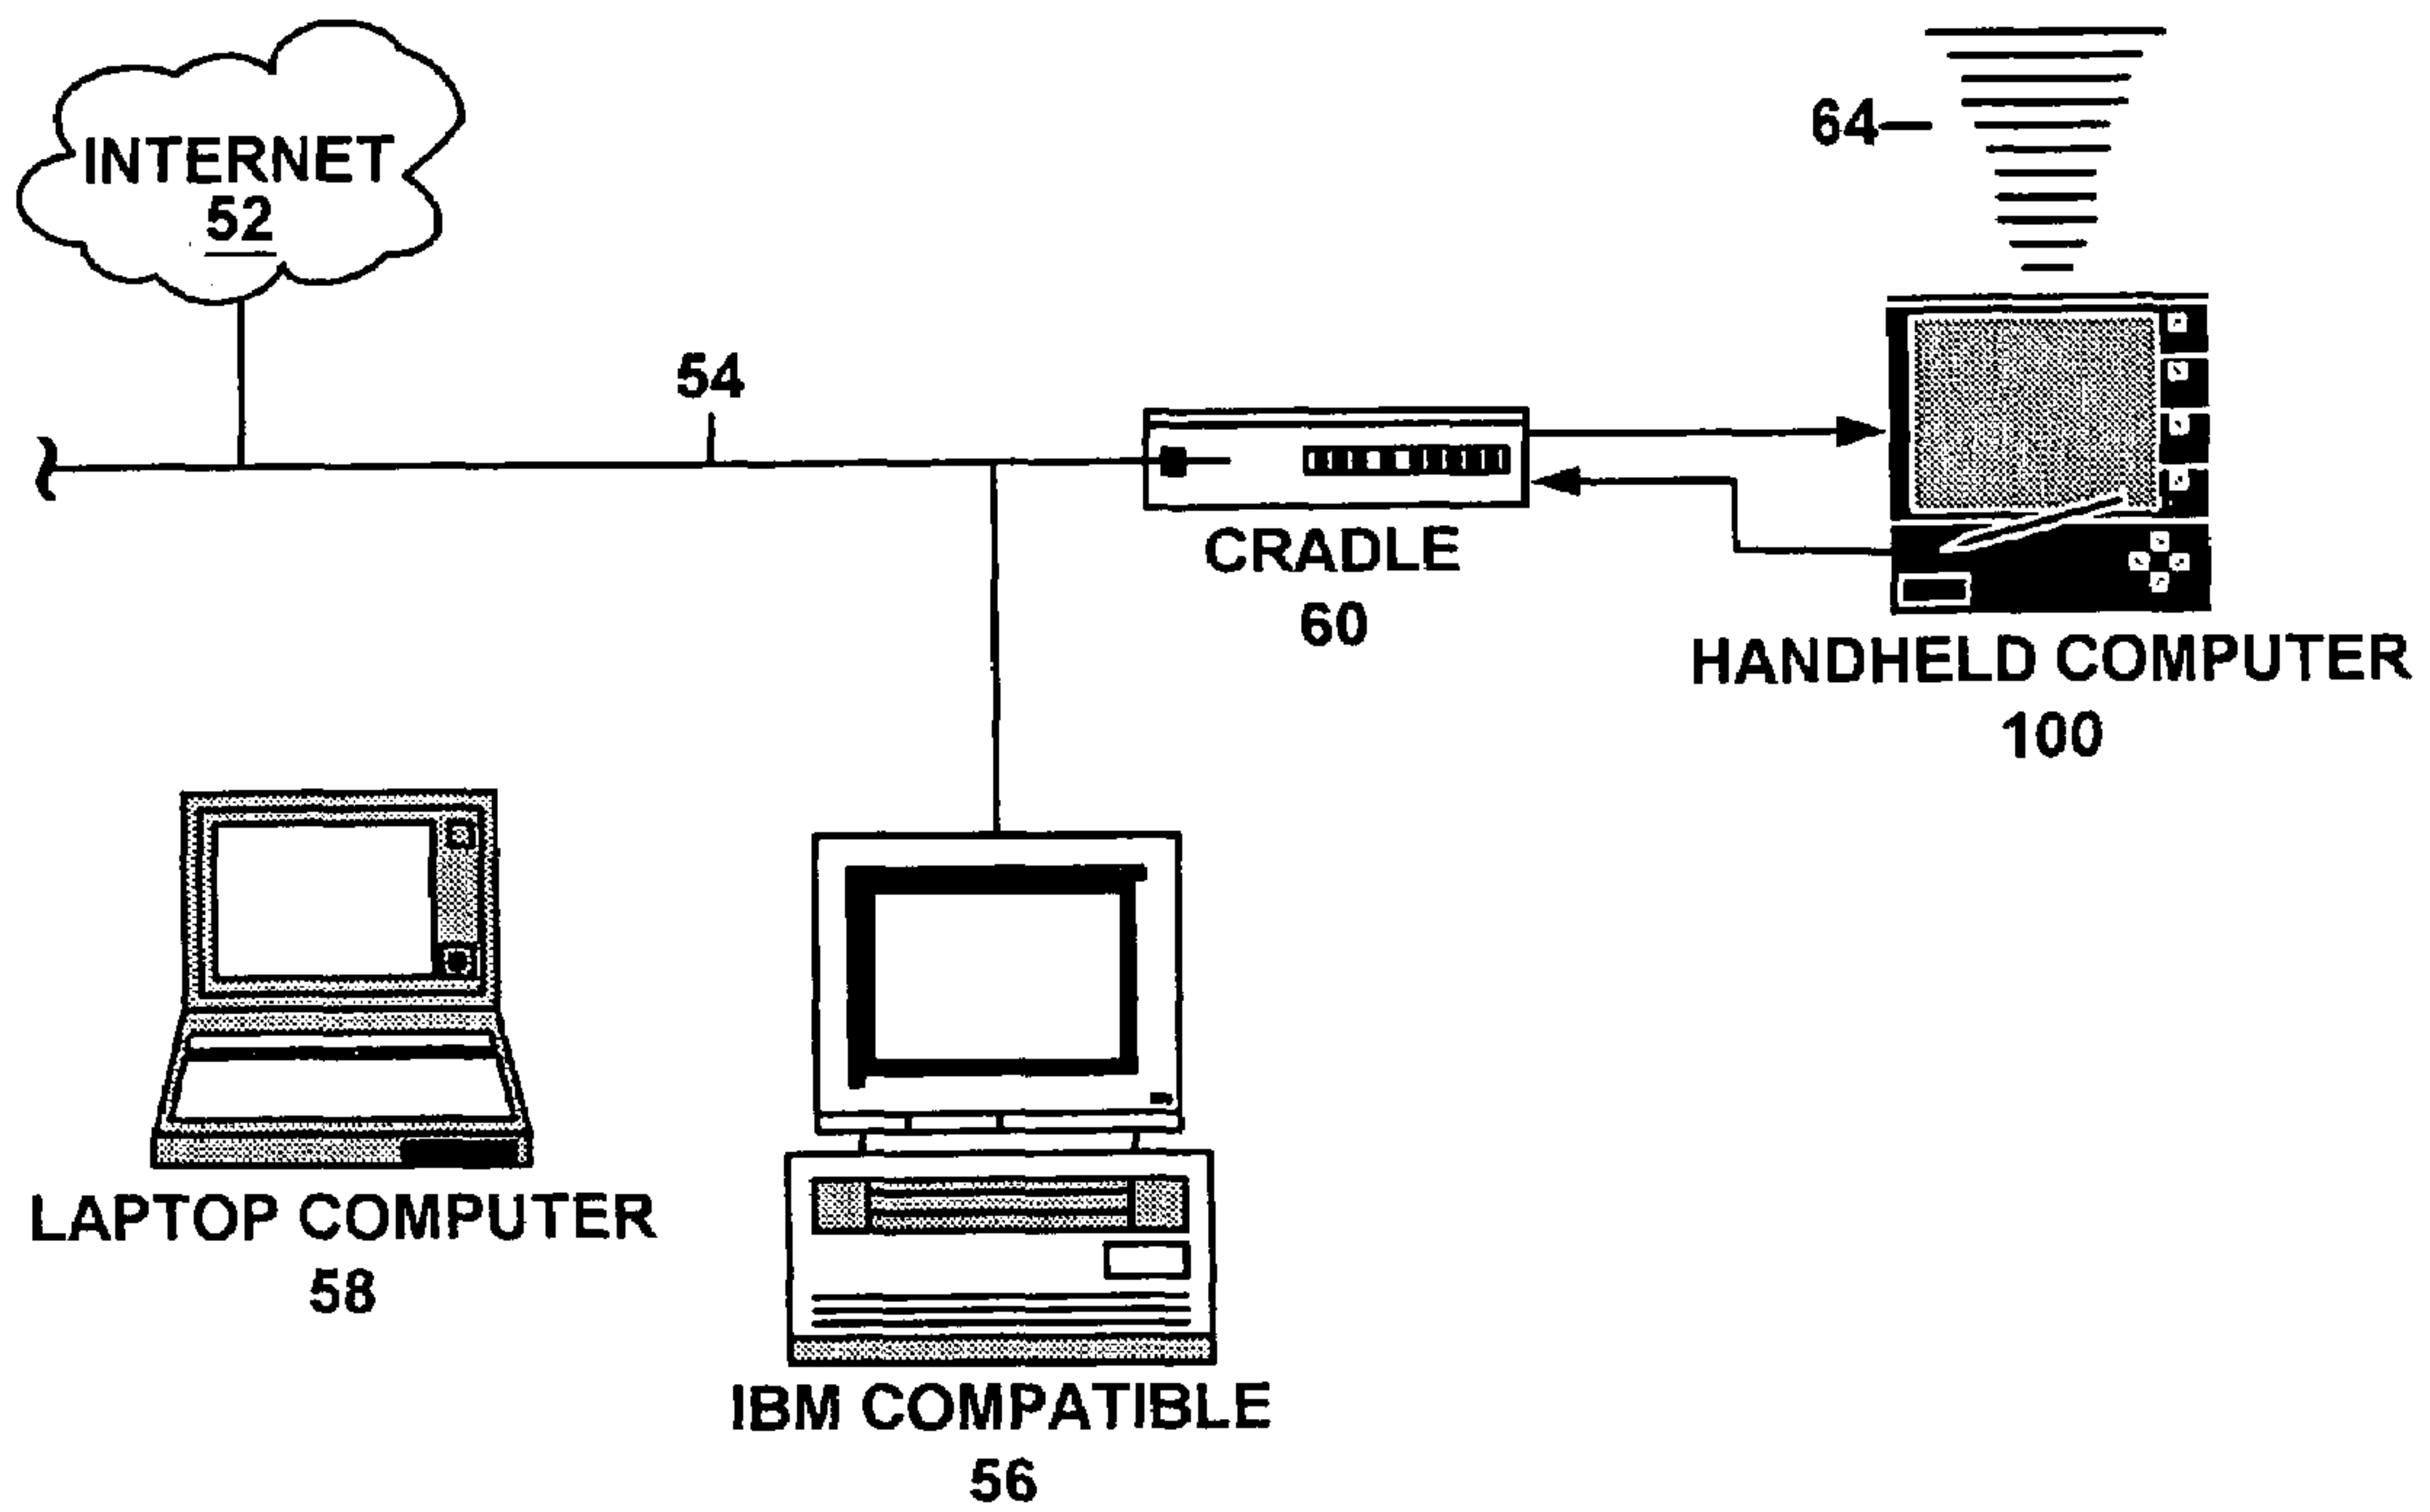 INTERNET
52
64
54
CRADLE
60
HANDHELD COMPUTER
100
LAPTOP COMPUTER
58
IBM COMPATIBLE
56